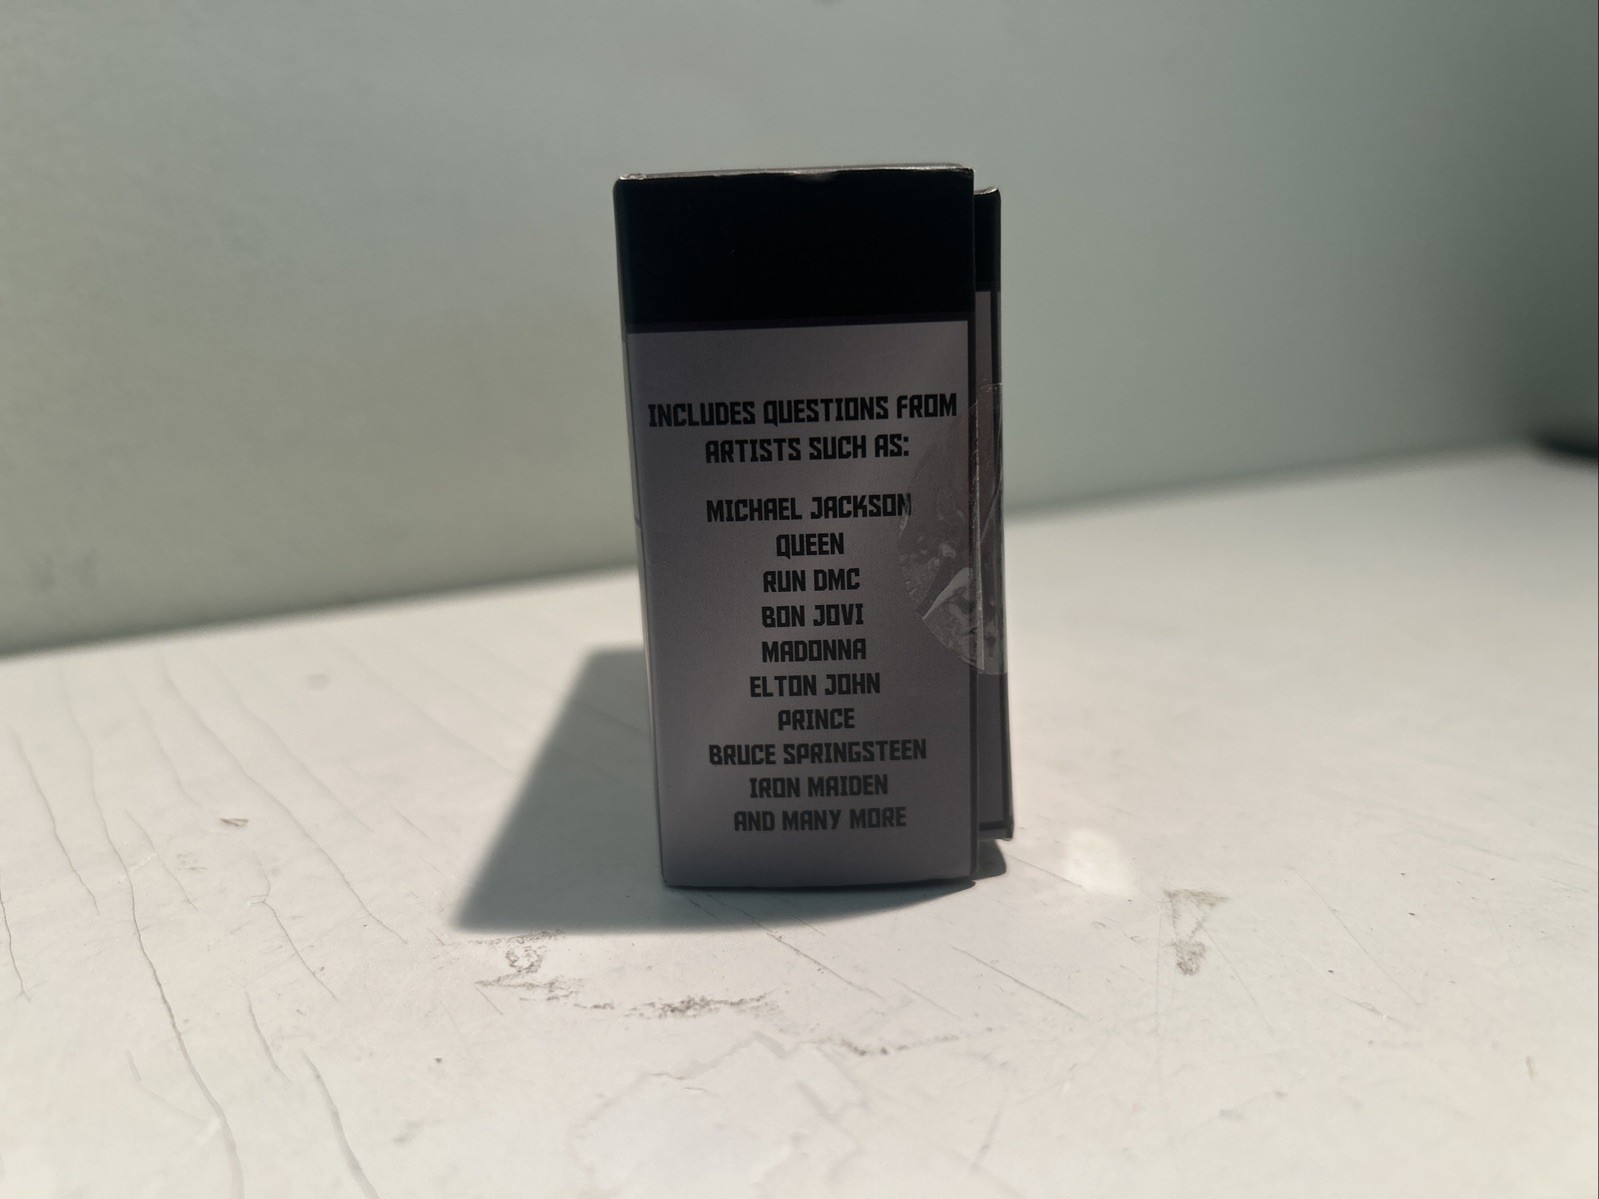 INCLUDES QUESTIONS FROM
ARTISTS SUCH AS:
MICHAEL JACKSON
QUEEN
RUN DMC
BON JOVI
MADONNA
ELTON JOHN
PRINCE
BRUCE SPRINGSTEEN
IRON MAIDEN
AND MANY MORE